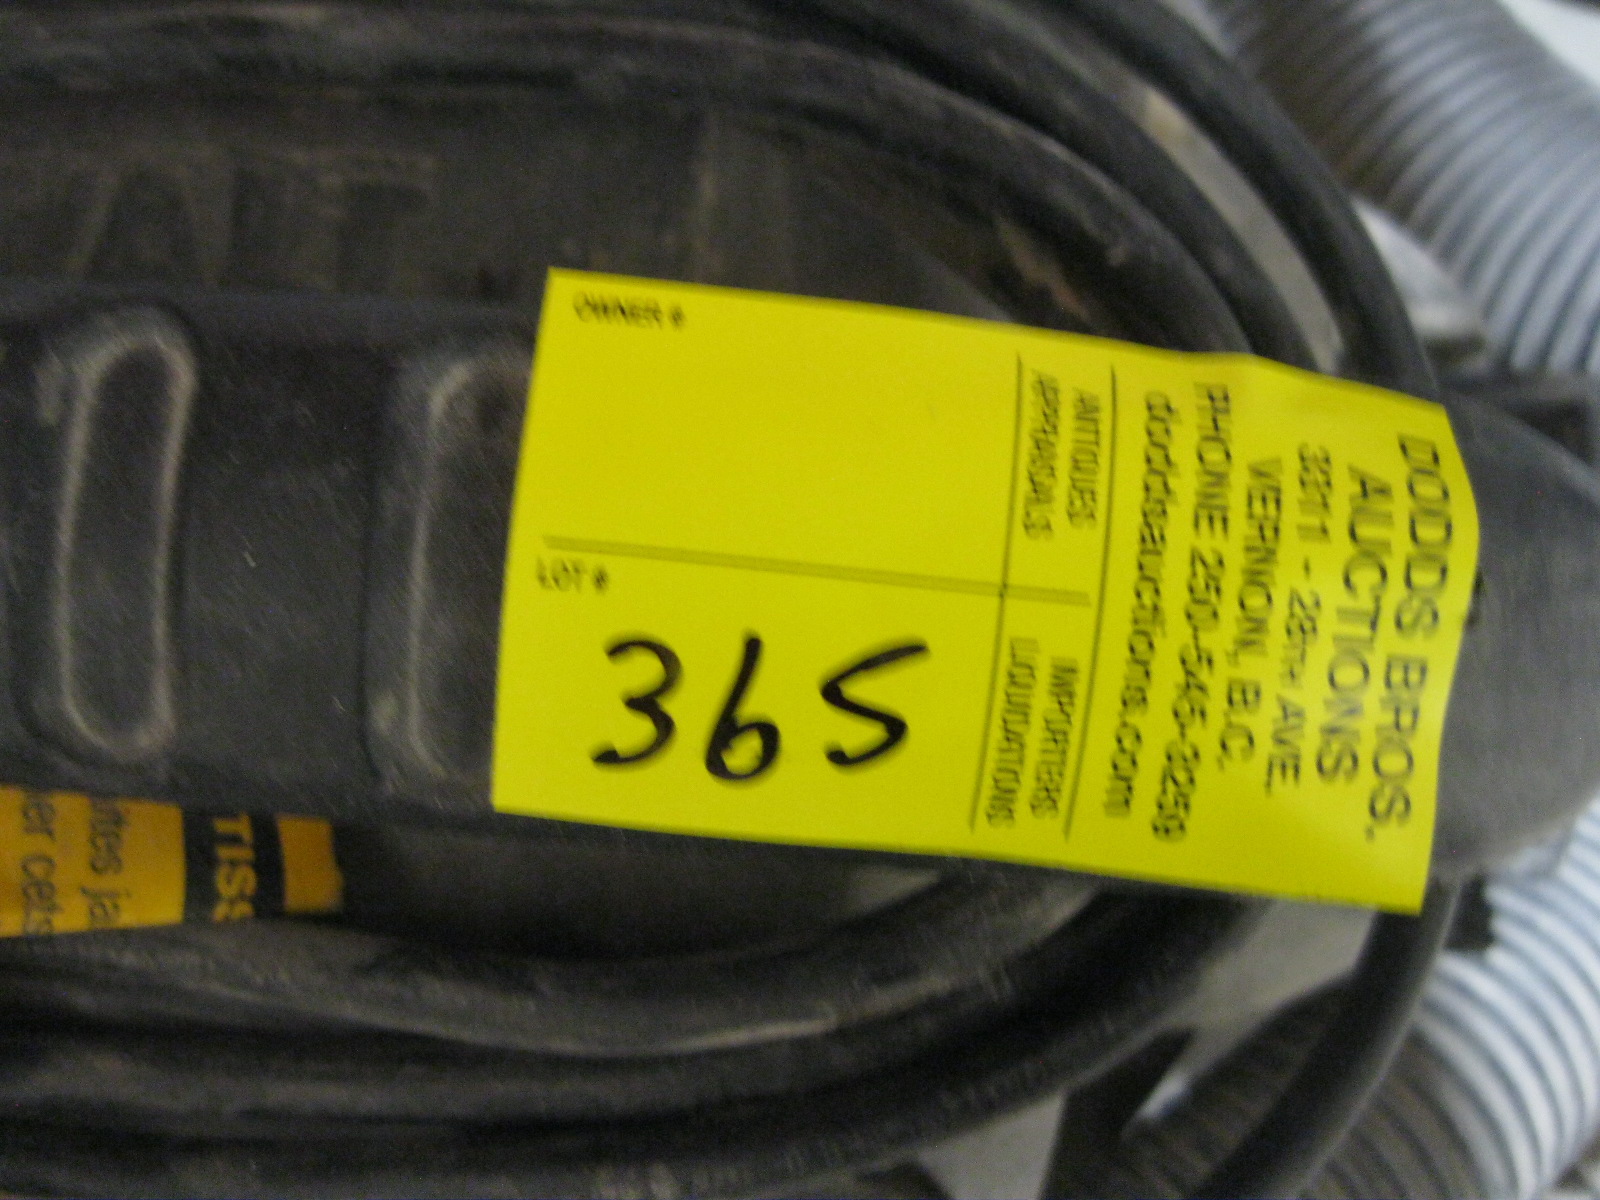 OWNER #
LOT #
365
DODDS BROS.
AUCTIONS
3311 - 28TH AVE.
VERNON, B.C.
PHONE 250-545-3259
doddsauctions.com
ANTIQUES
APPRAISALS
IMPORTERS
LIQUIDATIONS